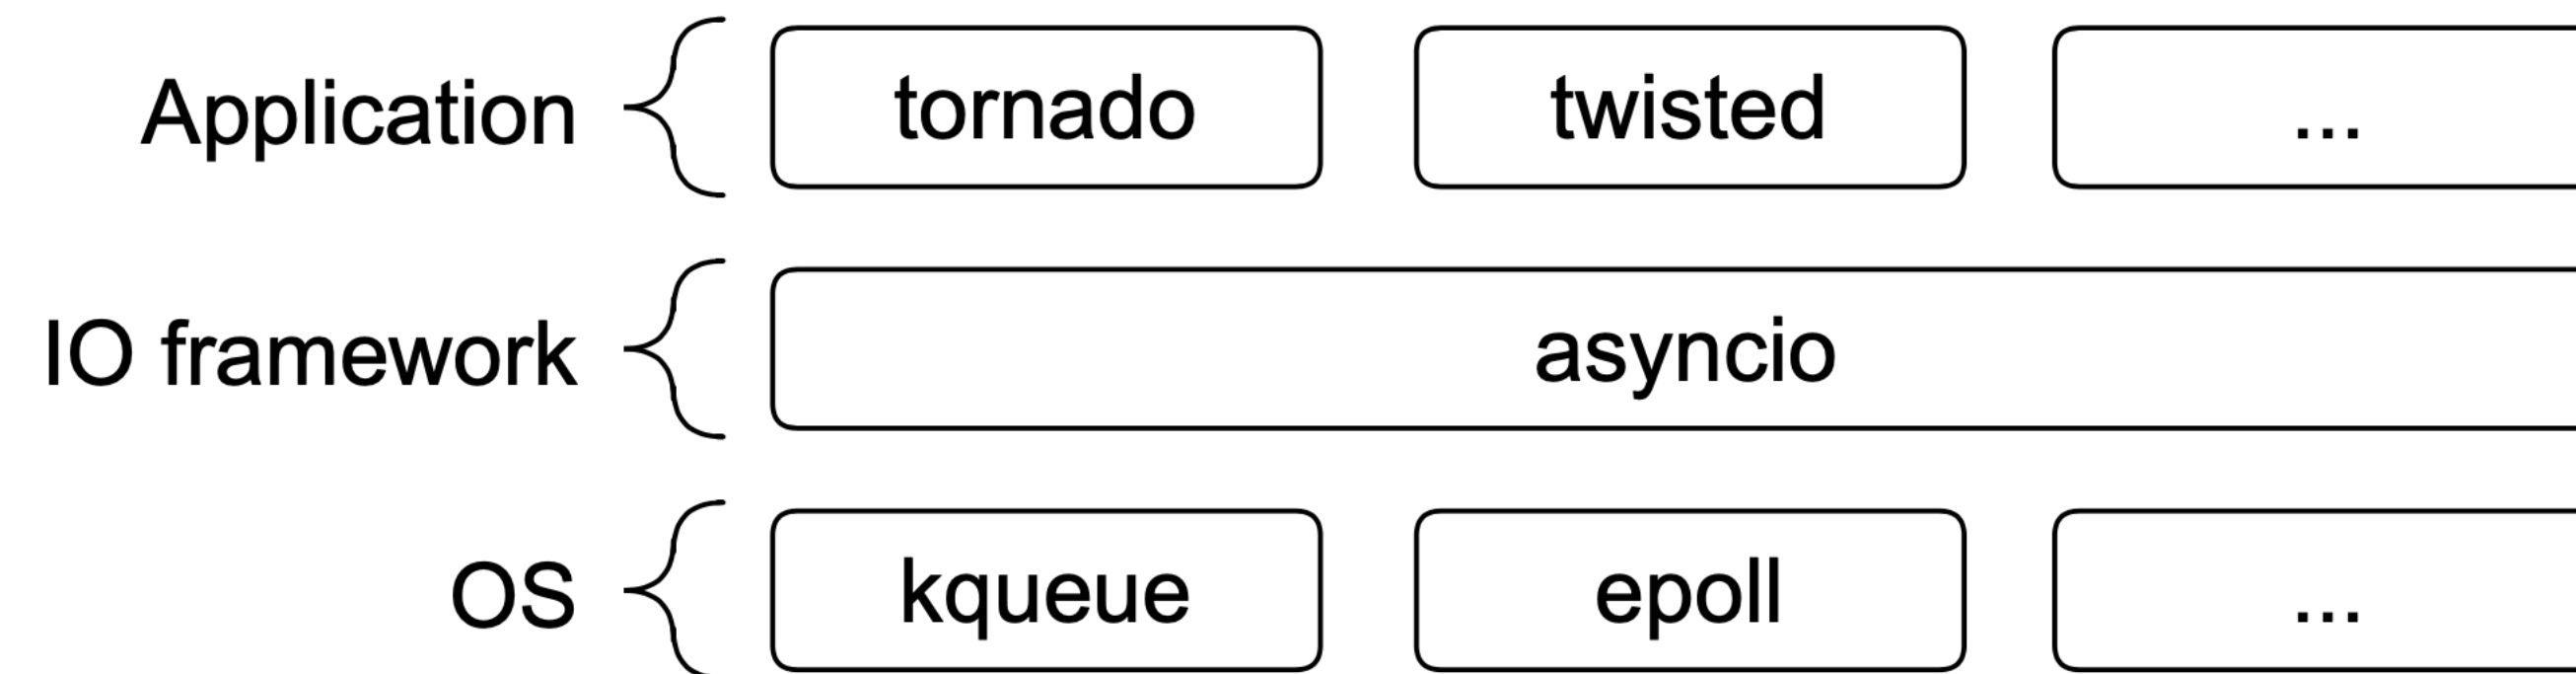 Application tornado twisted ...
IO framework asyncio
OS kqueue epoll ...